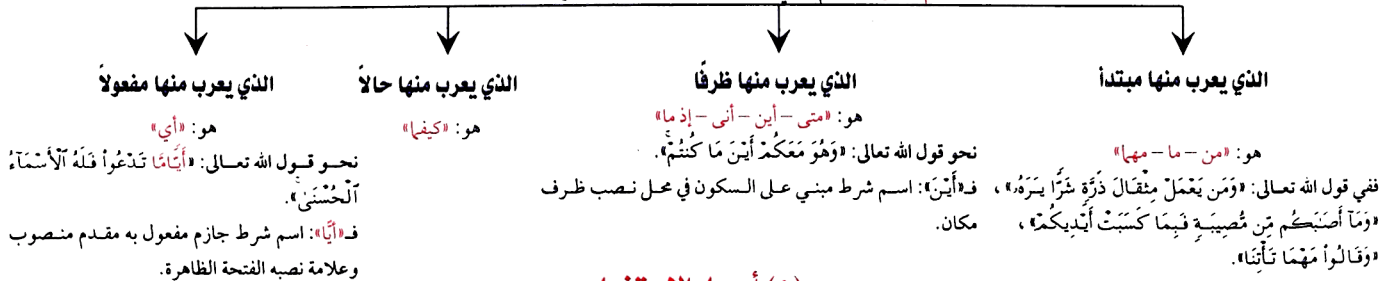 الذي يعرب منها مبتدأ
هو: «من – ما – مهما»
ففي قول الله تعالى: «وَمَن يَعْمَلْ مِثْقَالَ ذَرَّةٍ شَرًّا يَرَهُۥ» ،
«وَمَآ أَصَٰبَكُم مِّن مُّصِيبَةٍ فَبِمَا كَسَبَتْ أَيْدِيكُمْ» ،
«وَقَالُوا۟ مَهْمَا تَأْتِنَا».
الذي يعرب منها ظرفًا
هو: «متى – أين – أنى – إذ ما»
نحو قول الله تعالى: «وَهُوَ مَعَكُمْ أَيْنَ مَا كُنتُمْ».
فـ«أَيْنَ»: اسم شرط مبني على السكون في محل نصب ظرف
مكان.
الذي يعرب منها حالاً
هو: «كيفما»
الذي يعرب منها مفعولاً
هو: «أي»
نحو قول الله تعالى: «أَيًّا مَّا تَدْعُوا۟ فَلَهُ ٱلْأَسْمَآءُ
ٱلْحُسْنَىٰ».
فـ«أيًّا»: اسم شرط جازم مفعول به مقدم منصوب
وعلامة نصبه الفتحة الظاهرة.